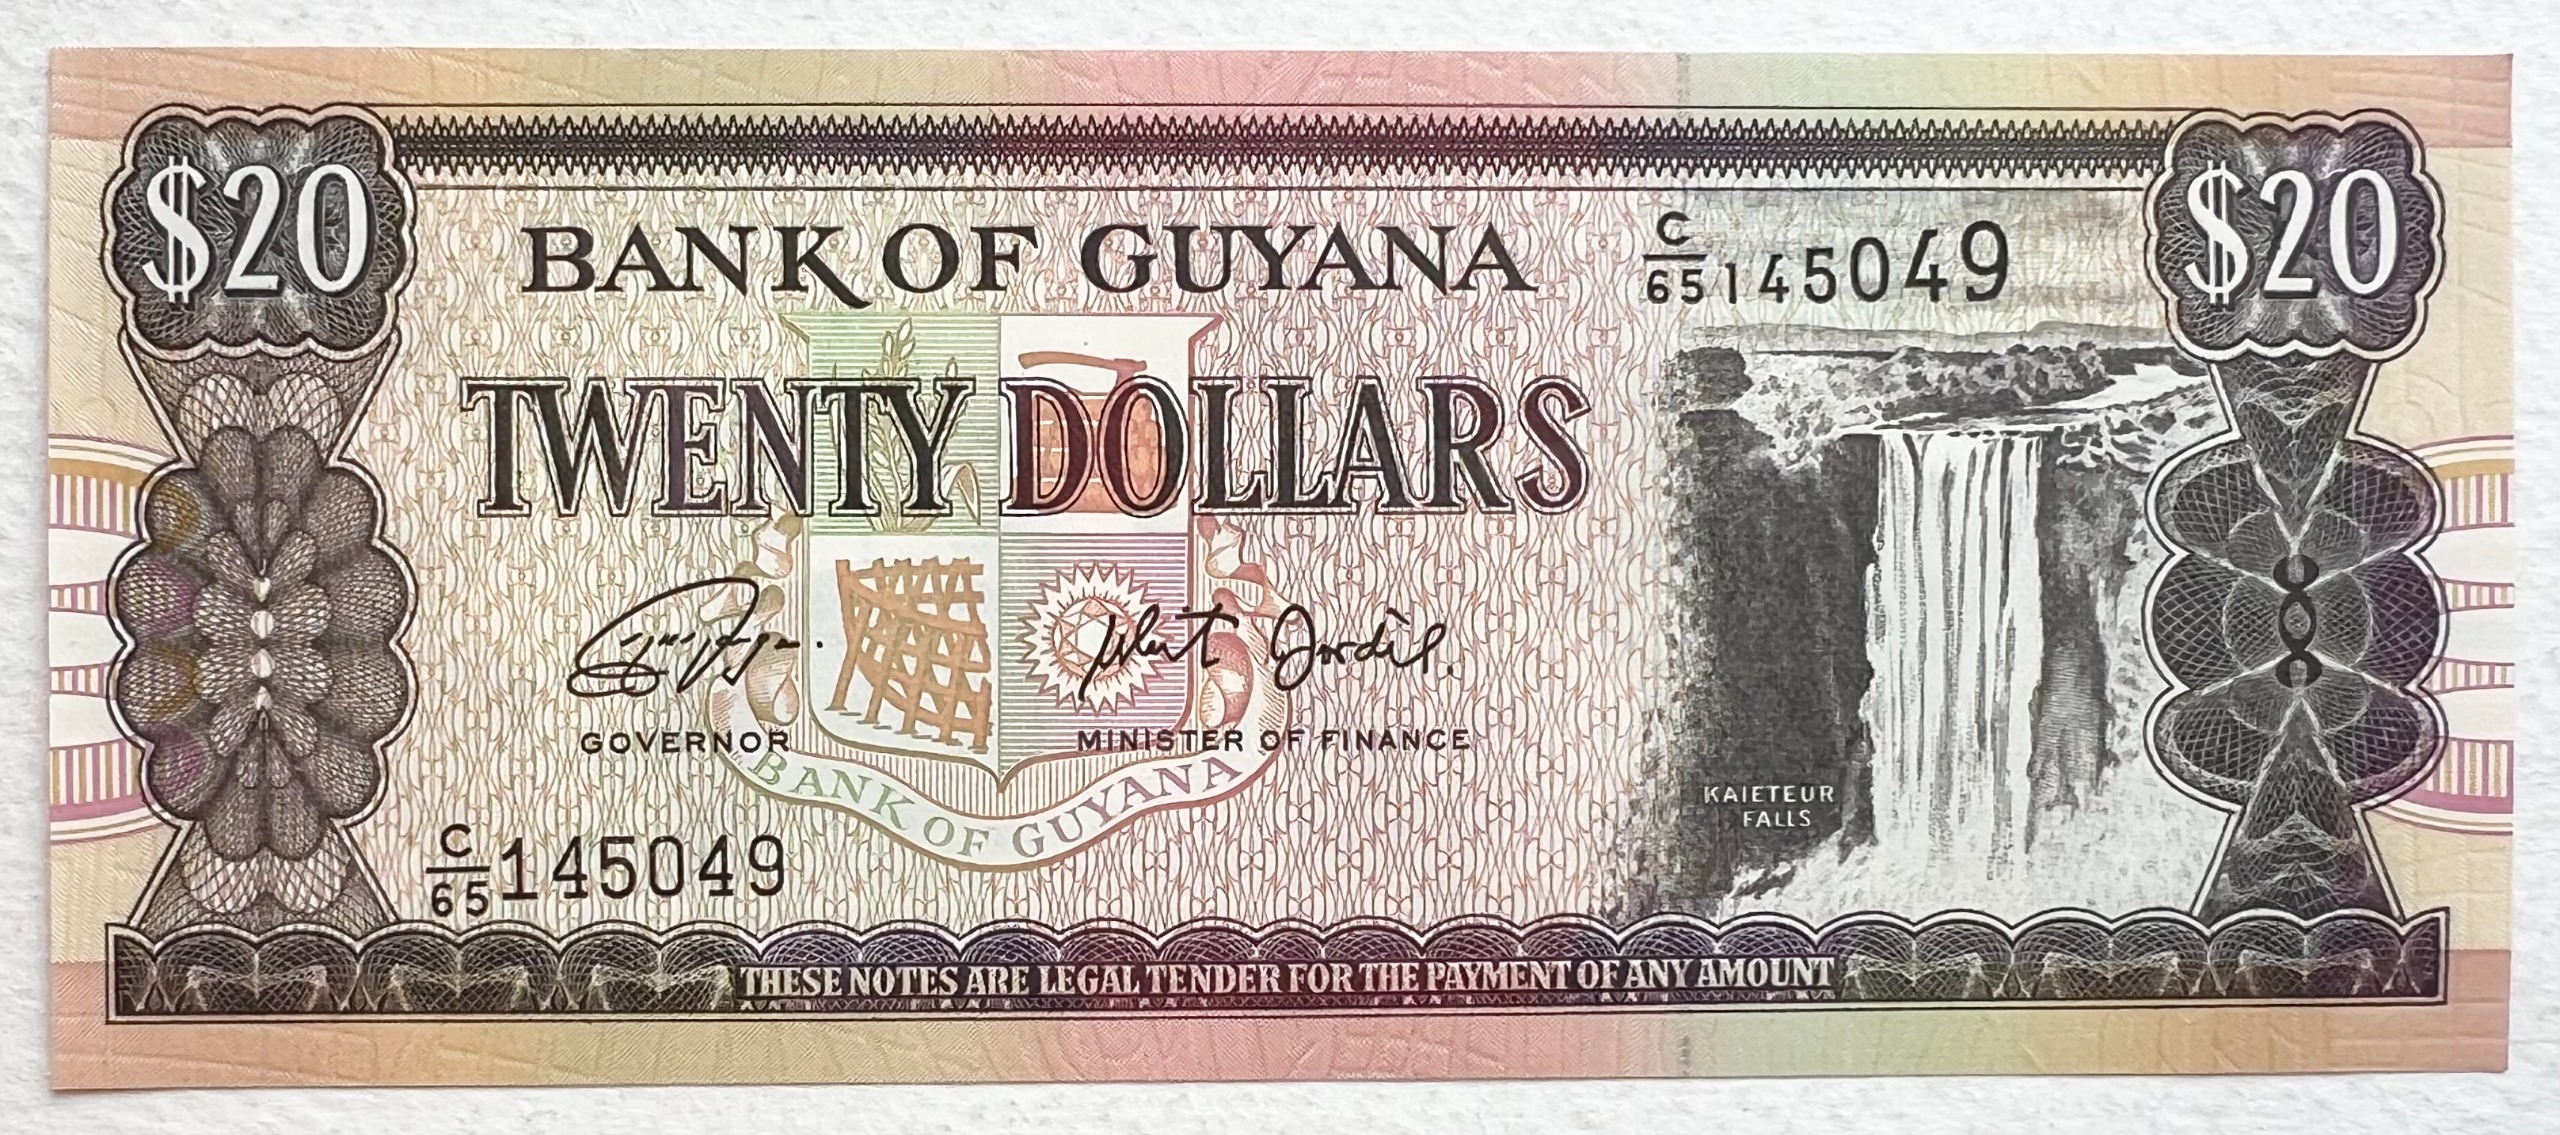 $20
$20
BANK OF GUYANA
C/65 145049
TWENTY DOLLARS
GOVERNOR
MINISTER OF FINANCE
BANK OF GUYANA
KAIETEUR
FALLS
C/65 145049
THESE NOTES ARE LEGAL TENDER FOR THE PAYMENT OF ANY AMOUNT